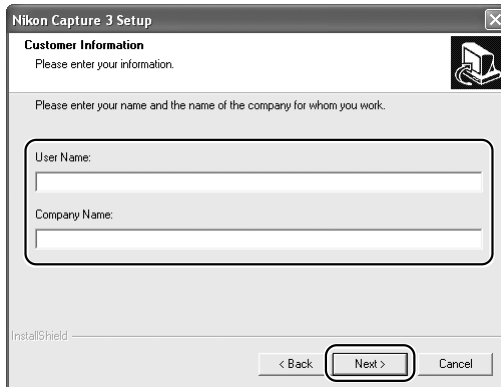 Nikon Capture 3 Setup
Customer Information
Please enter your information.
Please enter your name and the name of the company for whom you work.
User Name:
Company Name:
InstallShield
< Back Next > Cancel